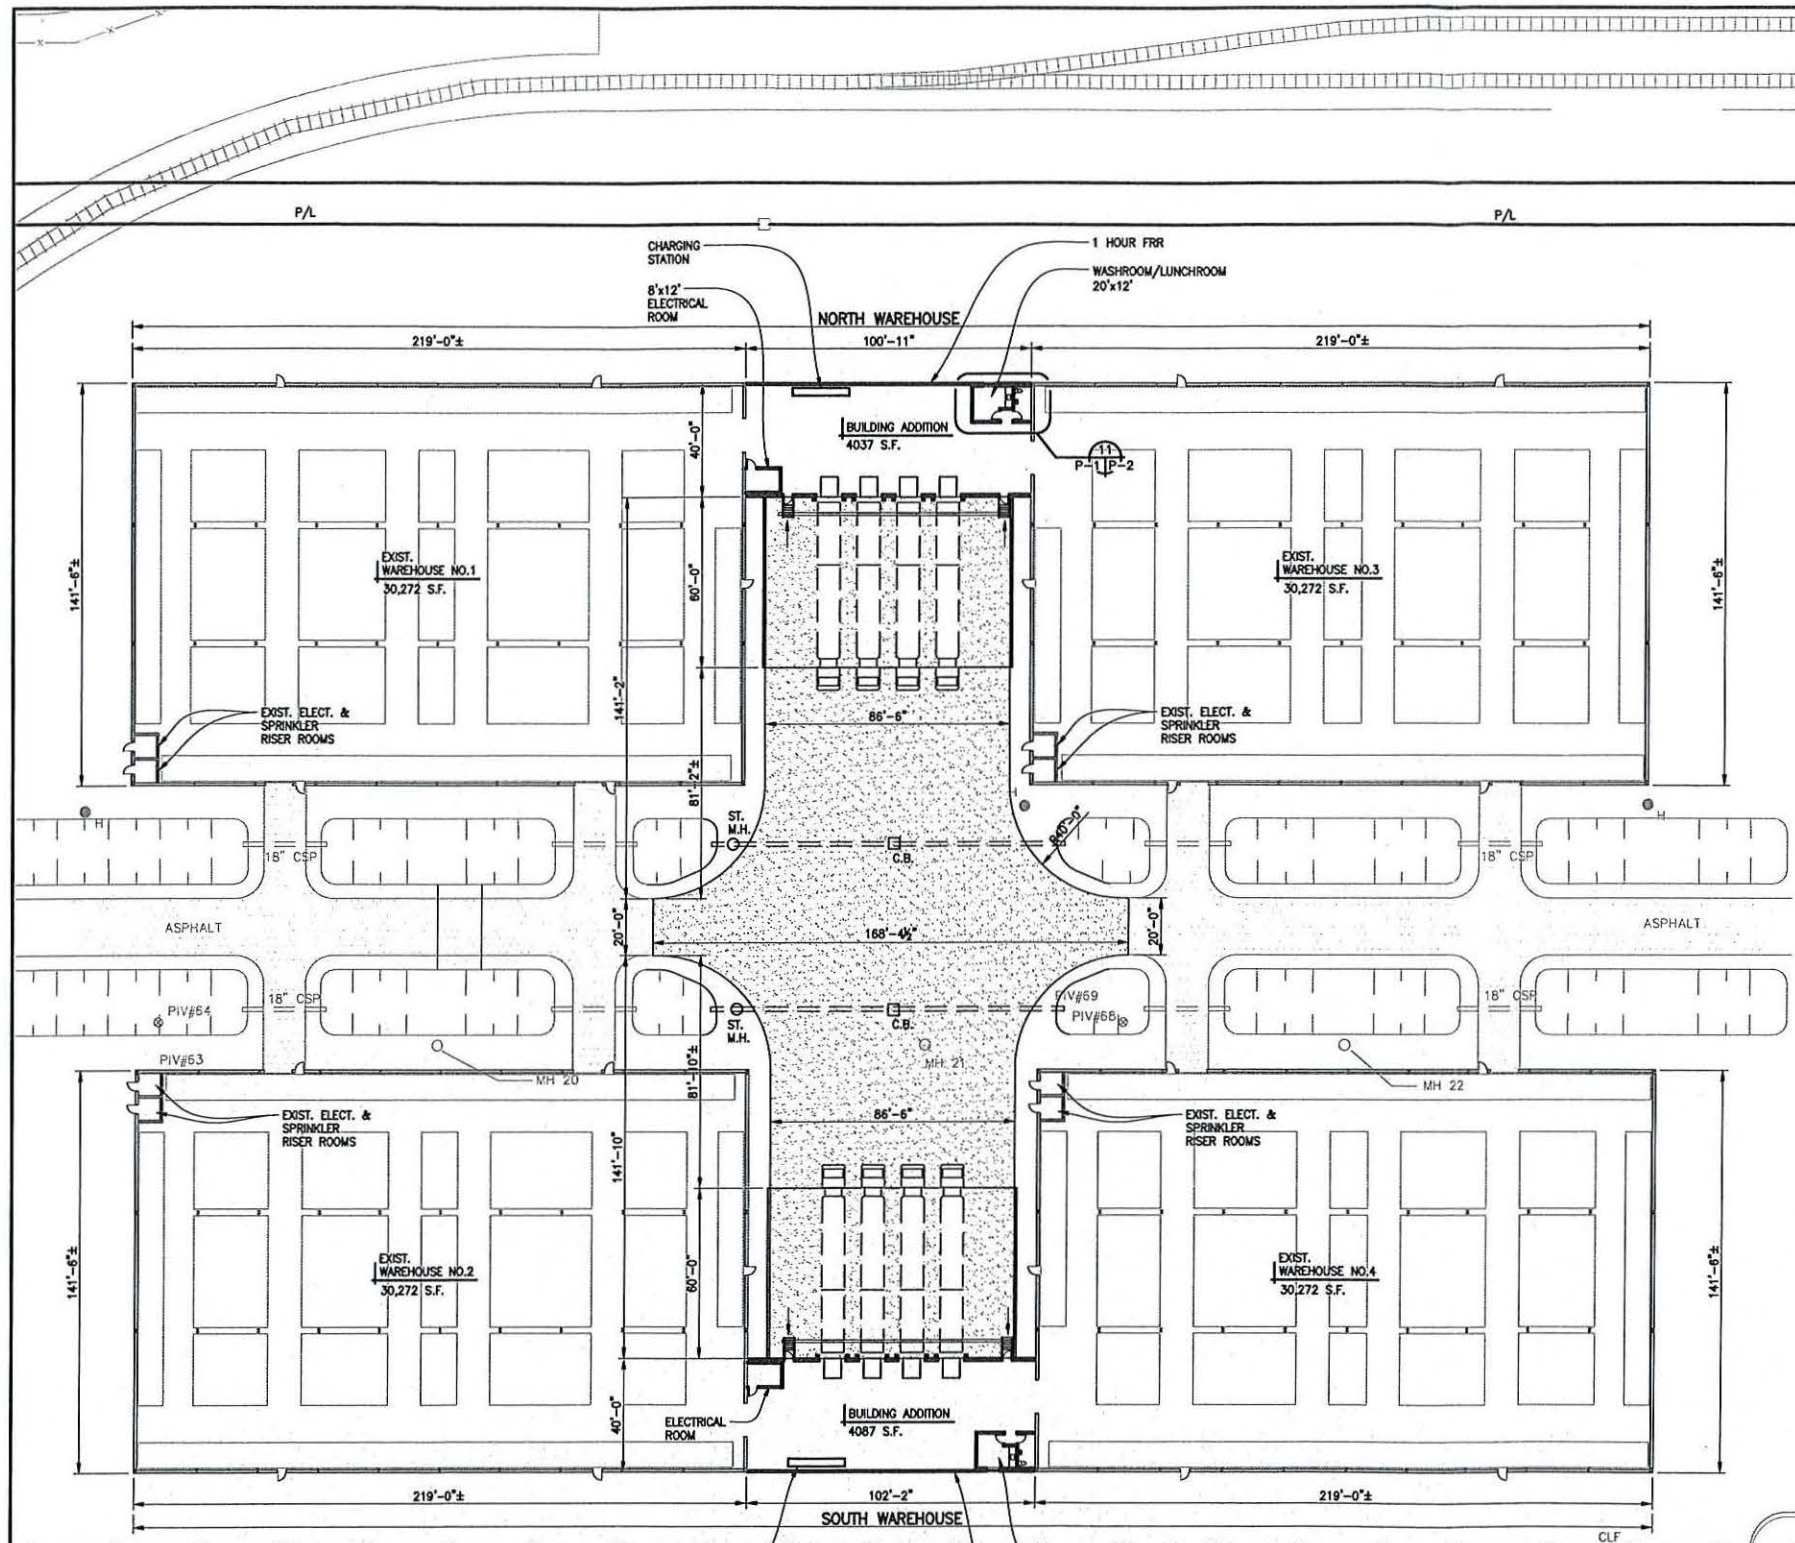 P/L
P/L
CHARGING
STATION
1 HOUR FRR
WASHROOM/LUNCHROOM
20'x12'
8'x12'
ELECTRICAL
ROOM
NORTH WAREHOUSE
219'-0"±
100'-11"
219'-0"±
BUILDING ADDITION
4037 S.F.
40'-0"
11
P-1 P-2
141'-6"±
EXIST.
WAREHOUSE NO.1
30,272 S.F.
60'-0"
EXIST.
WAREHOUSE NO.3
30,272 S.F.
141'-6"±
141'-2"
86'-6"
EXIST. ELECT. &
SPRINKLER
RISER ROOMS
EXIST. ELECT. &
SPRINKLER
RISER ROOMS
81'-2"±
H
ST.
M.H.
H
18" CSP
C.B.
18" CSP
ASPHALT
20'-0"
168'-4½"
20'-0"
ASPHALT
18" CSP
PIV#64
PIV#69
PIV#68
18" CSP
ST.
M.H.
C.B.
PIV#63
MH 20
MH 21
MH 22
81'-10"±
EXIST. ELECT. &
SPRINKLER
RISER ROOMS
86'-6"
EXIST. ELECT. &
SPRINKLER
RISER ROOMS
141'-10"
141'-6"±
EXIST.
WAREHOUSE NO.2
30,272 S.F.
60'-0"
EXIST.
WAREHOUSE NO.4
30,272 S.F.
141'-6"±
40'-0"
ELECTRICAL
ROOM
BUILDING ADDITION
4087 S.F.
219'-0"±
102'-2"
219'-0"±
SOUTH WAREHOUSE
CLF